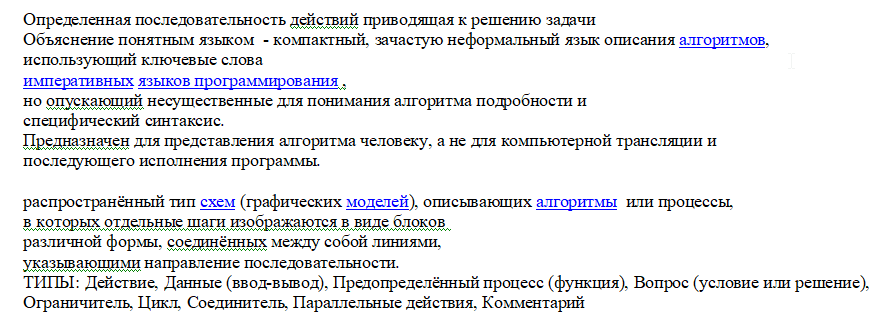 Определенная последовательность действий приводящая к решению задачи
Объяснение понятным языком - компактный, зачастую неформальный язык описания алгоритмов,
использующий ключевые слова
императивных языков программирования ,
но опускающий несущественные для понимания алгоритма подробности и
специфический синтаксис.
Предназначен для представления алгоритма человеку, а не для компьютерной трансляции и
последующего исполнения программы.
распространённый тип схем (графических моделей), описывающих алгоритмы или процессы,
в которых отдельные шаги изображаются в виде блоков
различной формы, соединённых между собой линиями,
указывающими направление последовательности.
ТИПЫ: Действие, Данные (ввод-вывод), Предопределённый процесс (функция), Вопрос (условие или решение),
Ограничитель, Цикл, Соединитель, Параллельные действия, Комментарий